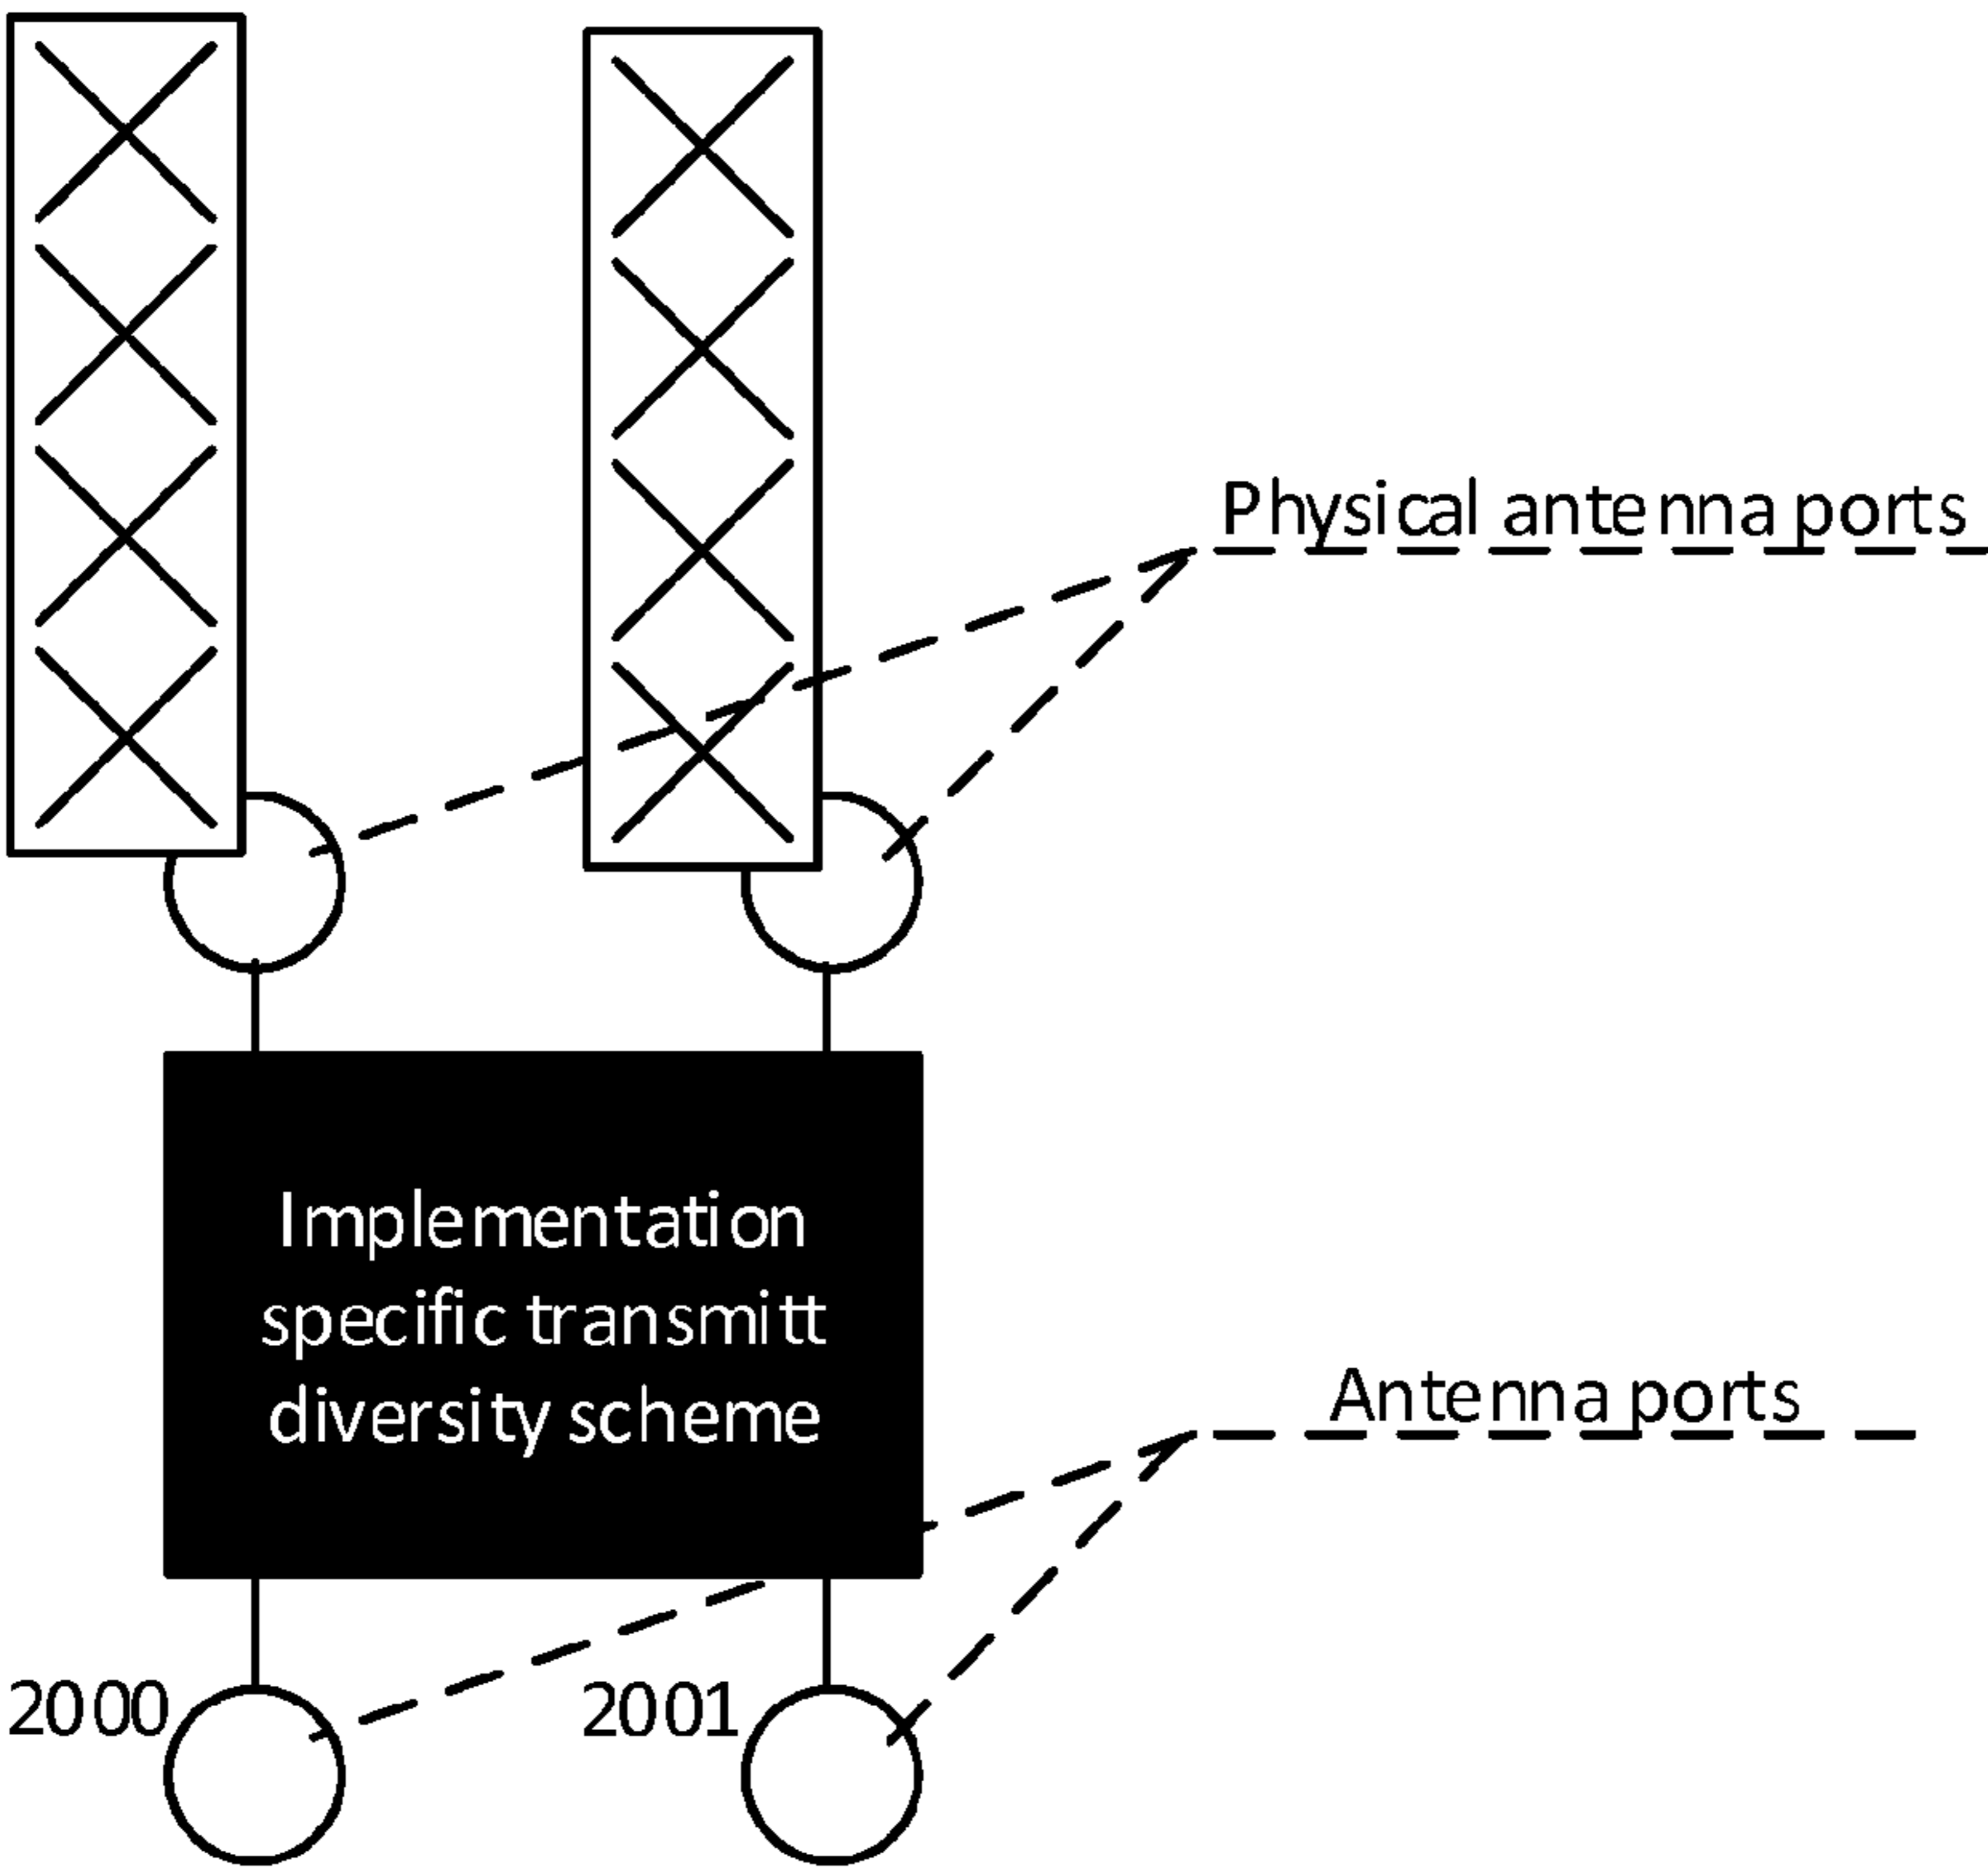 Physical antenna ports
Implementation
specific transmitt
diversity scheme
Antenna ports
2000
2001